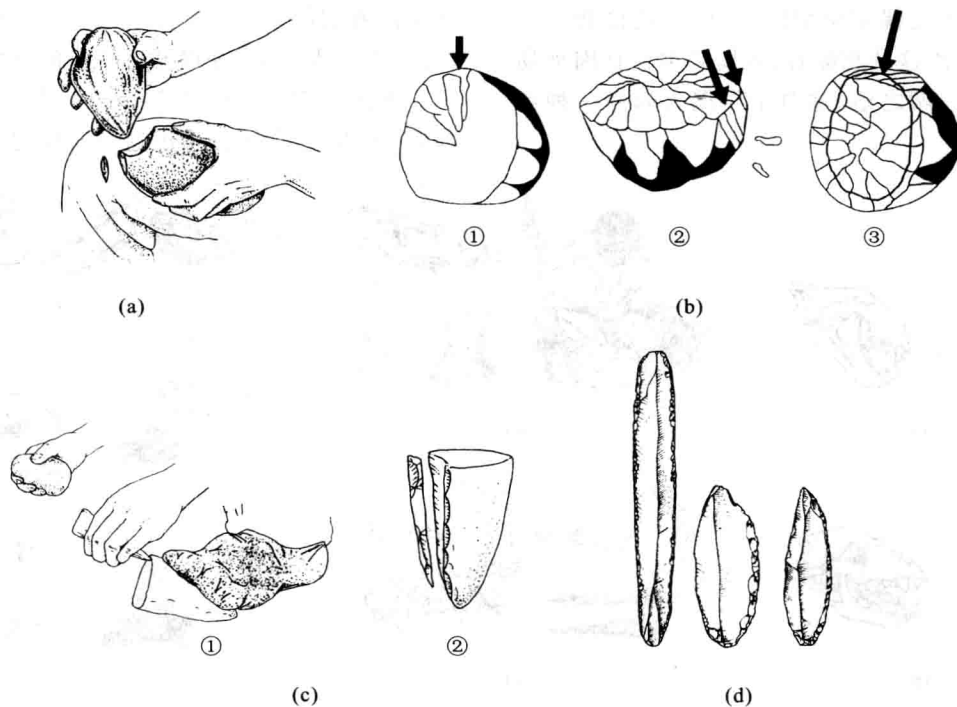 ① ② ③
(a) (b)
① ②
(c) (d)